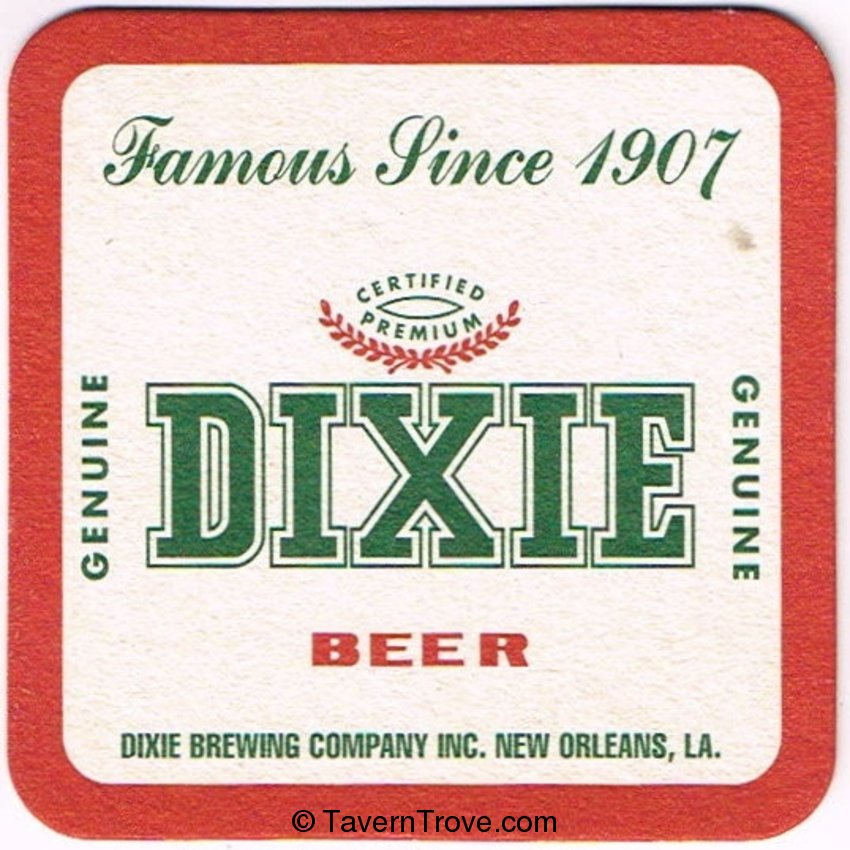 Famous Since 1907
CERTIFIED
PREMIUM
GENUINE
DIXIE
GENUINE
BEER
DIXIE BREWING COMPANY INC. NEW ORLEANS, LA.
© TavernTrove.com